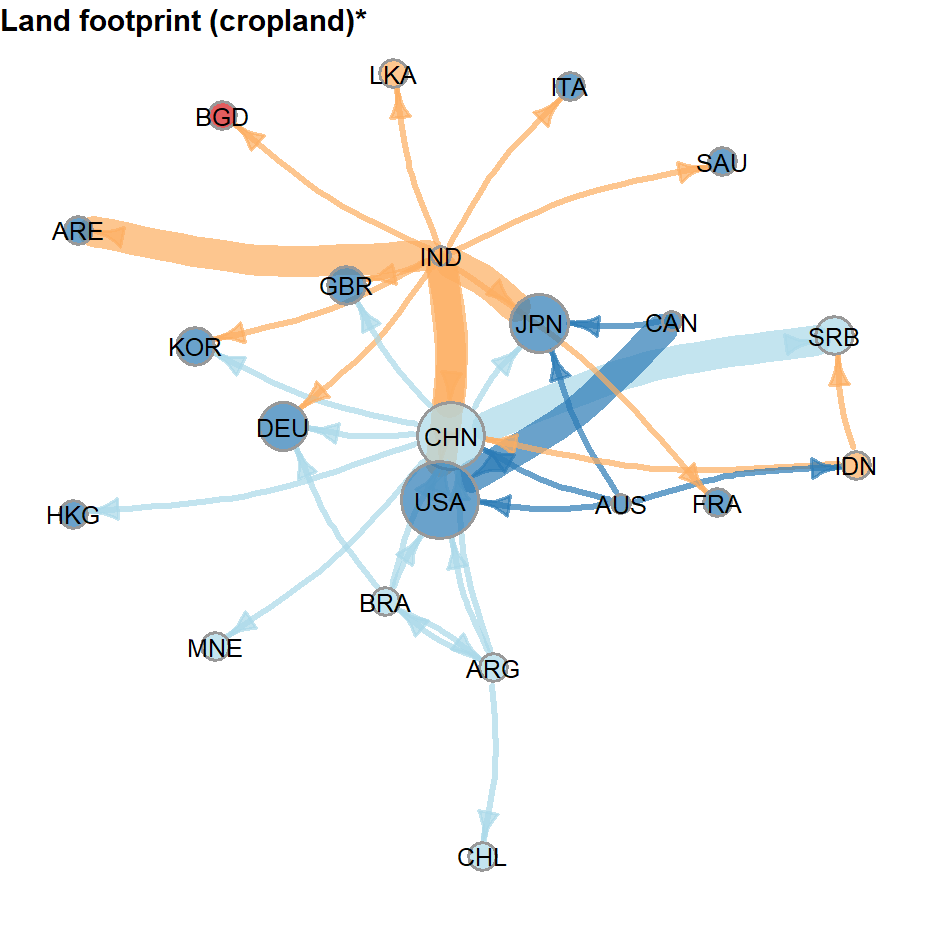 Land footprint (cropland)*
LKA
ITA
BGD
SAU
ARE
IND
GBR
JPN
CAN
SRB
KOR
DEU
CHN
IDN
USA
AUS
FRA
HKG
BRA
MNE
ARG
CHL